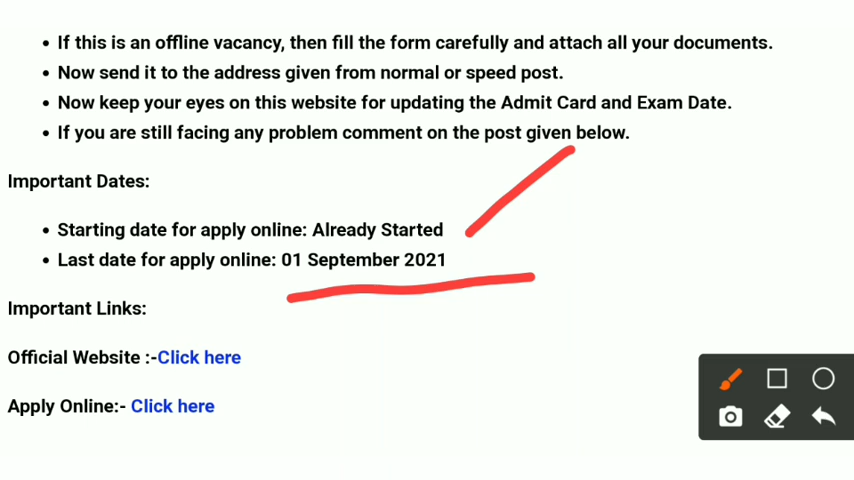 If this is an offline vacancy, then fill the form carefully and attach all your documents.
Now send it to the address given from normal or speed post.
Now keep your eyes on this website for updating the Admit Card and Exam Date.
If you are still facing any problem comment on the post given below.
Important Dates:
Starting date for apply online: Already Started
Last date for apply online: 01 September 2021
Important Links:
Official Website :-Click here
Apply Online:- Click here